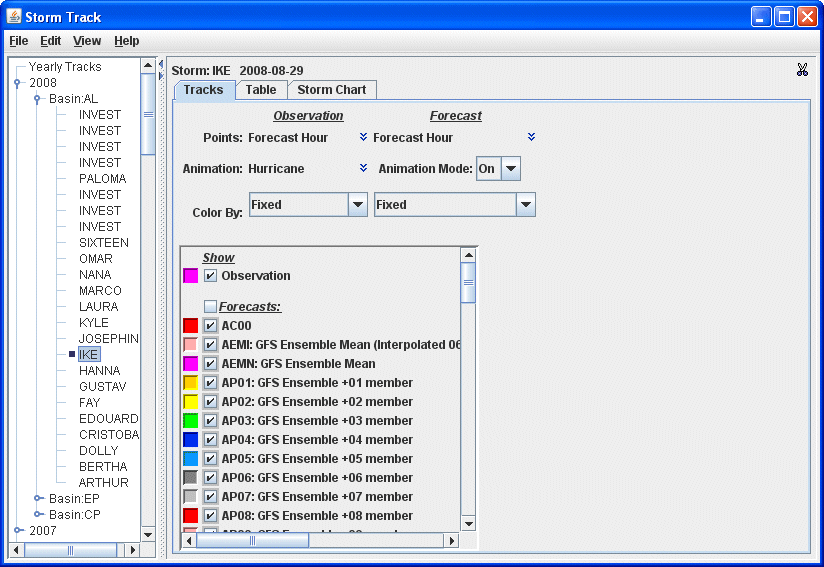 Storm Track
File Edit View Help
Yearly Tracks
2008
Basin:AL
INVEST
INVEST
INVEST
INVEST
PALOMA
INVEST
INVEST
INVEST
SIXTEEN
OMAR
NANA
MARCO
LAURA
KYLE
JOSEPHIN
IKE
HANNA
GUSTAV
FAY
EDOUARD
CRISTOBA
DOLLY
BERTHA
ARTHUR
Basin:EP
Basin:CP
2007
Storm: IKE 2008-08-29
Tracks Table Storm Chart
Observation Forecast
Points: Forecast Hour Forecast Hour
Animation: Hurricane Animation Mode: On
Color By: Fixed Fixed
Show
Observation
Forecasts:
AC00
AEMI: GFS Ensemble Mean (Interpolated 06
AEMN: GFS Ensemble Mean
AP01: GFS Ensemble +01 member
AP02: GFS Ensemble +02 member
AP03: GFS Ensemble +03 member
AP04: GFS Ensemble +04 member
AP05: GFS Ensemble +05 member
AP06: GFS Ensemble +06 member
AP07: GFS Ensemble +07 member
AP08: GFS Ensemble +08 member